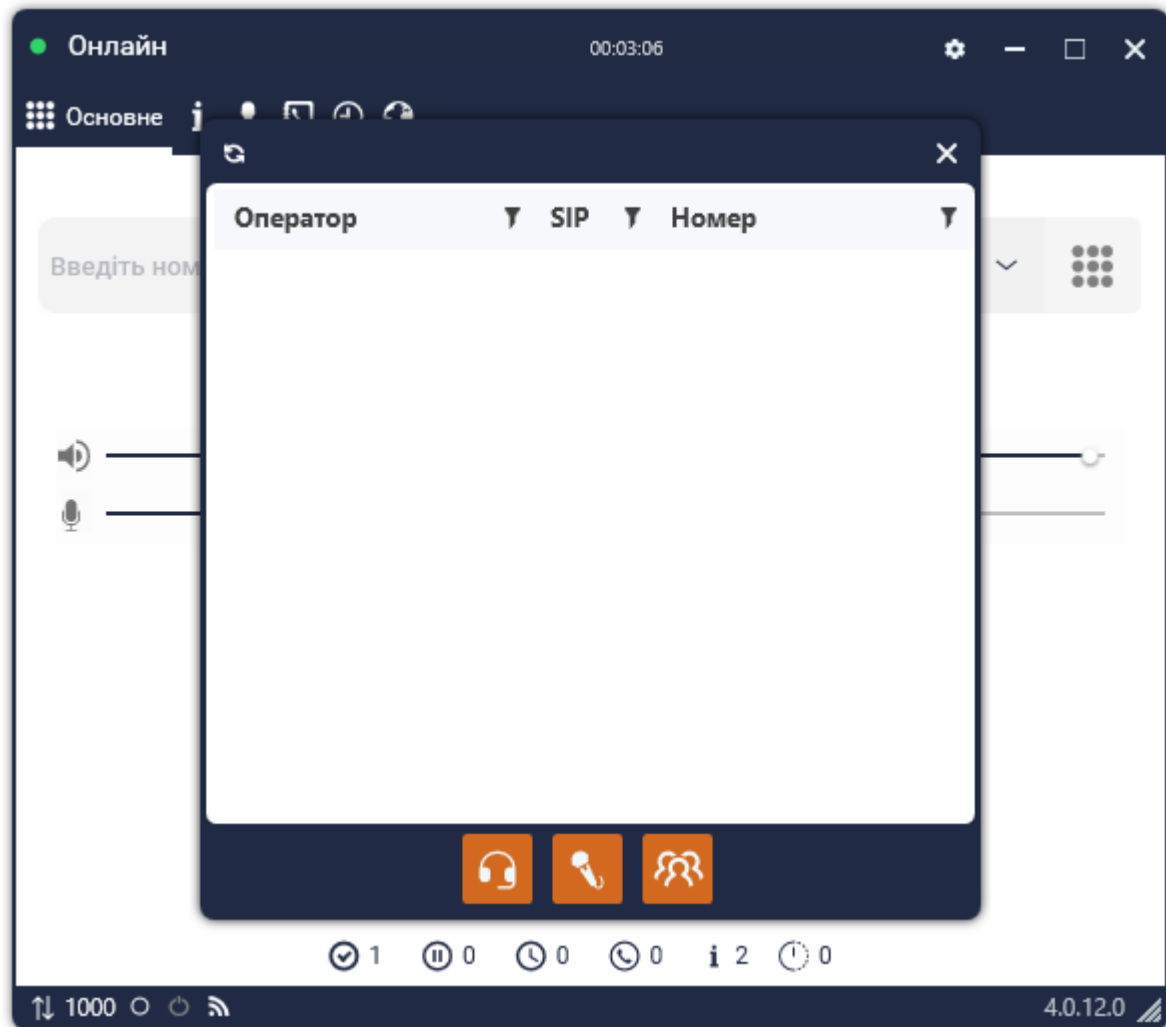 Онлайн 00:03:06
Основне
Оператор SIP Номер
Введіть ном
1 0 0 0 2 0
1000 4.0.12.0